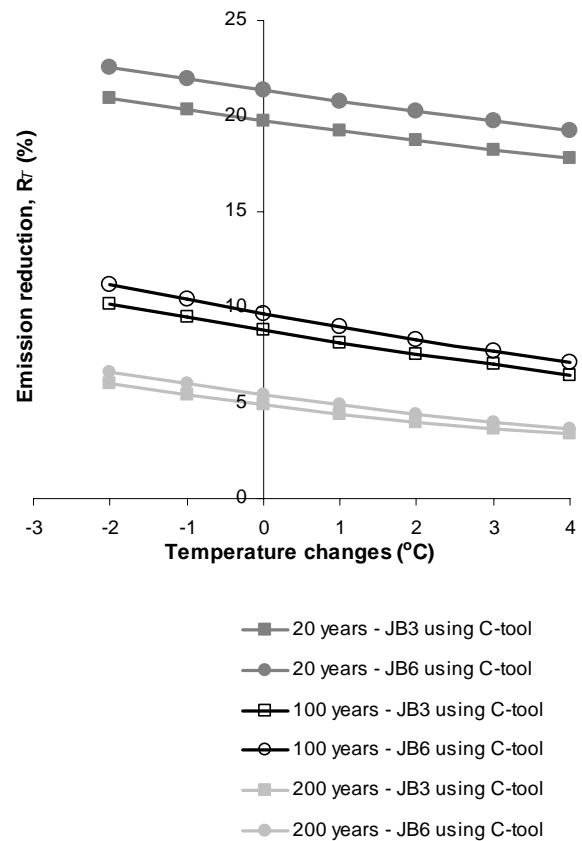 25
20
15
10
5
0
Emission reduction, RT (%)
-3 -2 -1 0 1 2 3 4
Temperature changes (oC)
20 years - JB3 using C-tool
20 years - JB6 using C-tool
100 years - JB3 using C-tool
100 years - JB6 using C-tool
200 years - JB3 using C-tool
200 years - JB6 using C-tool